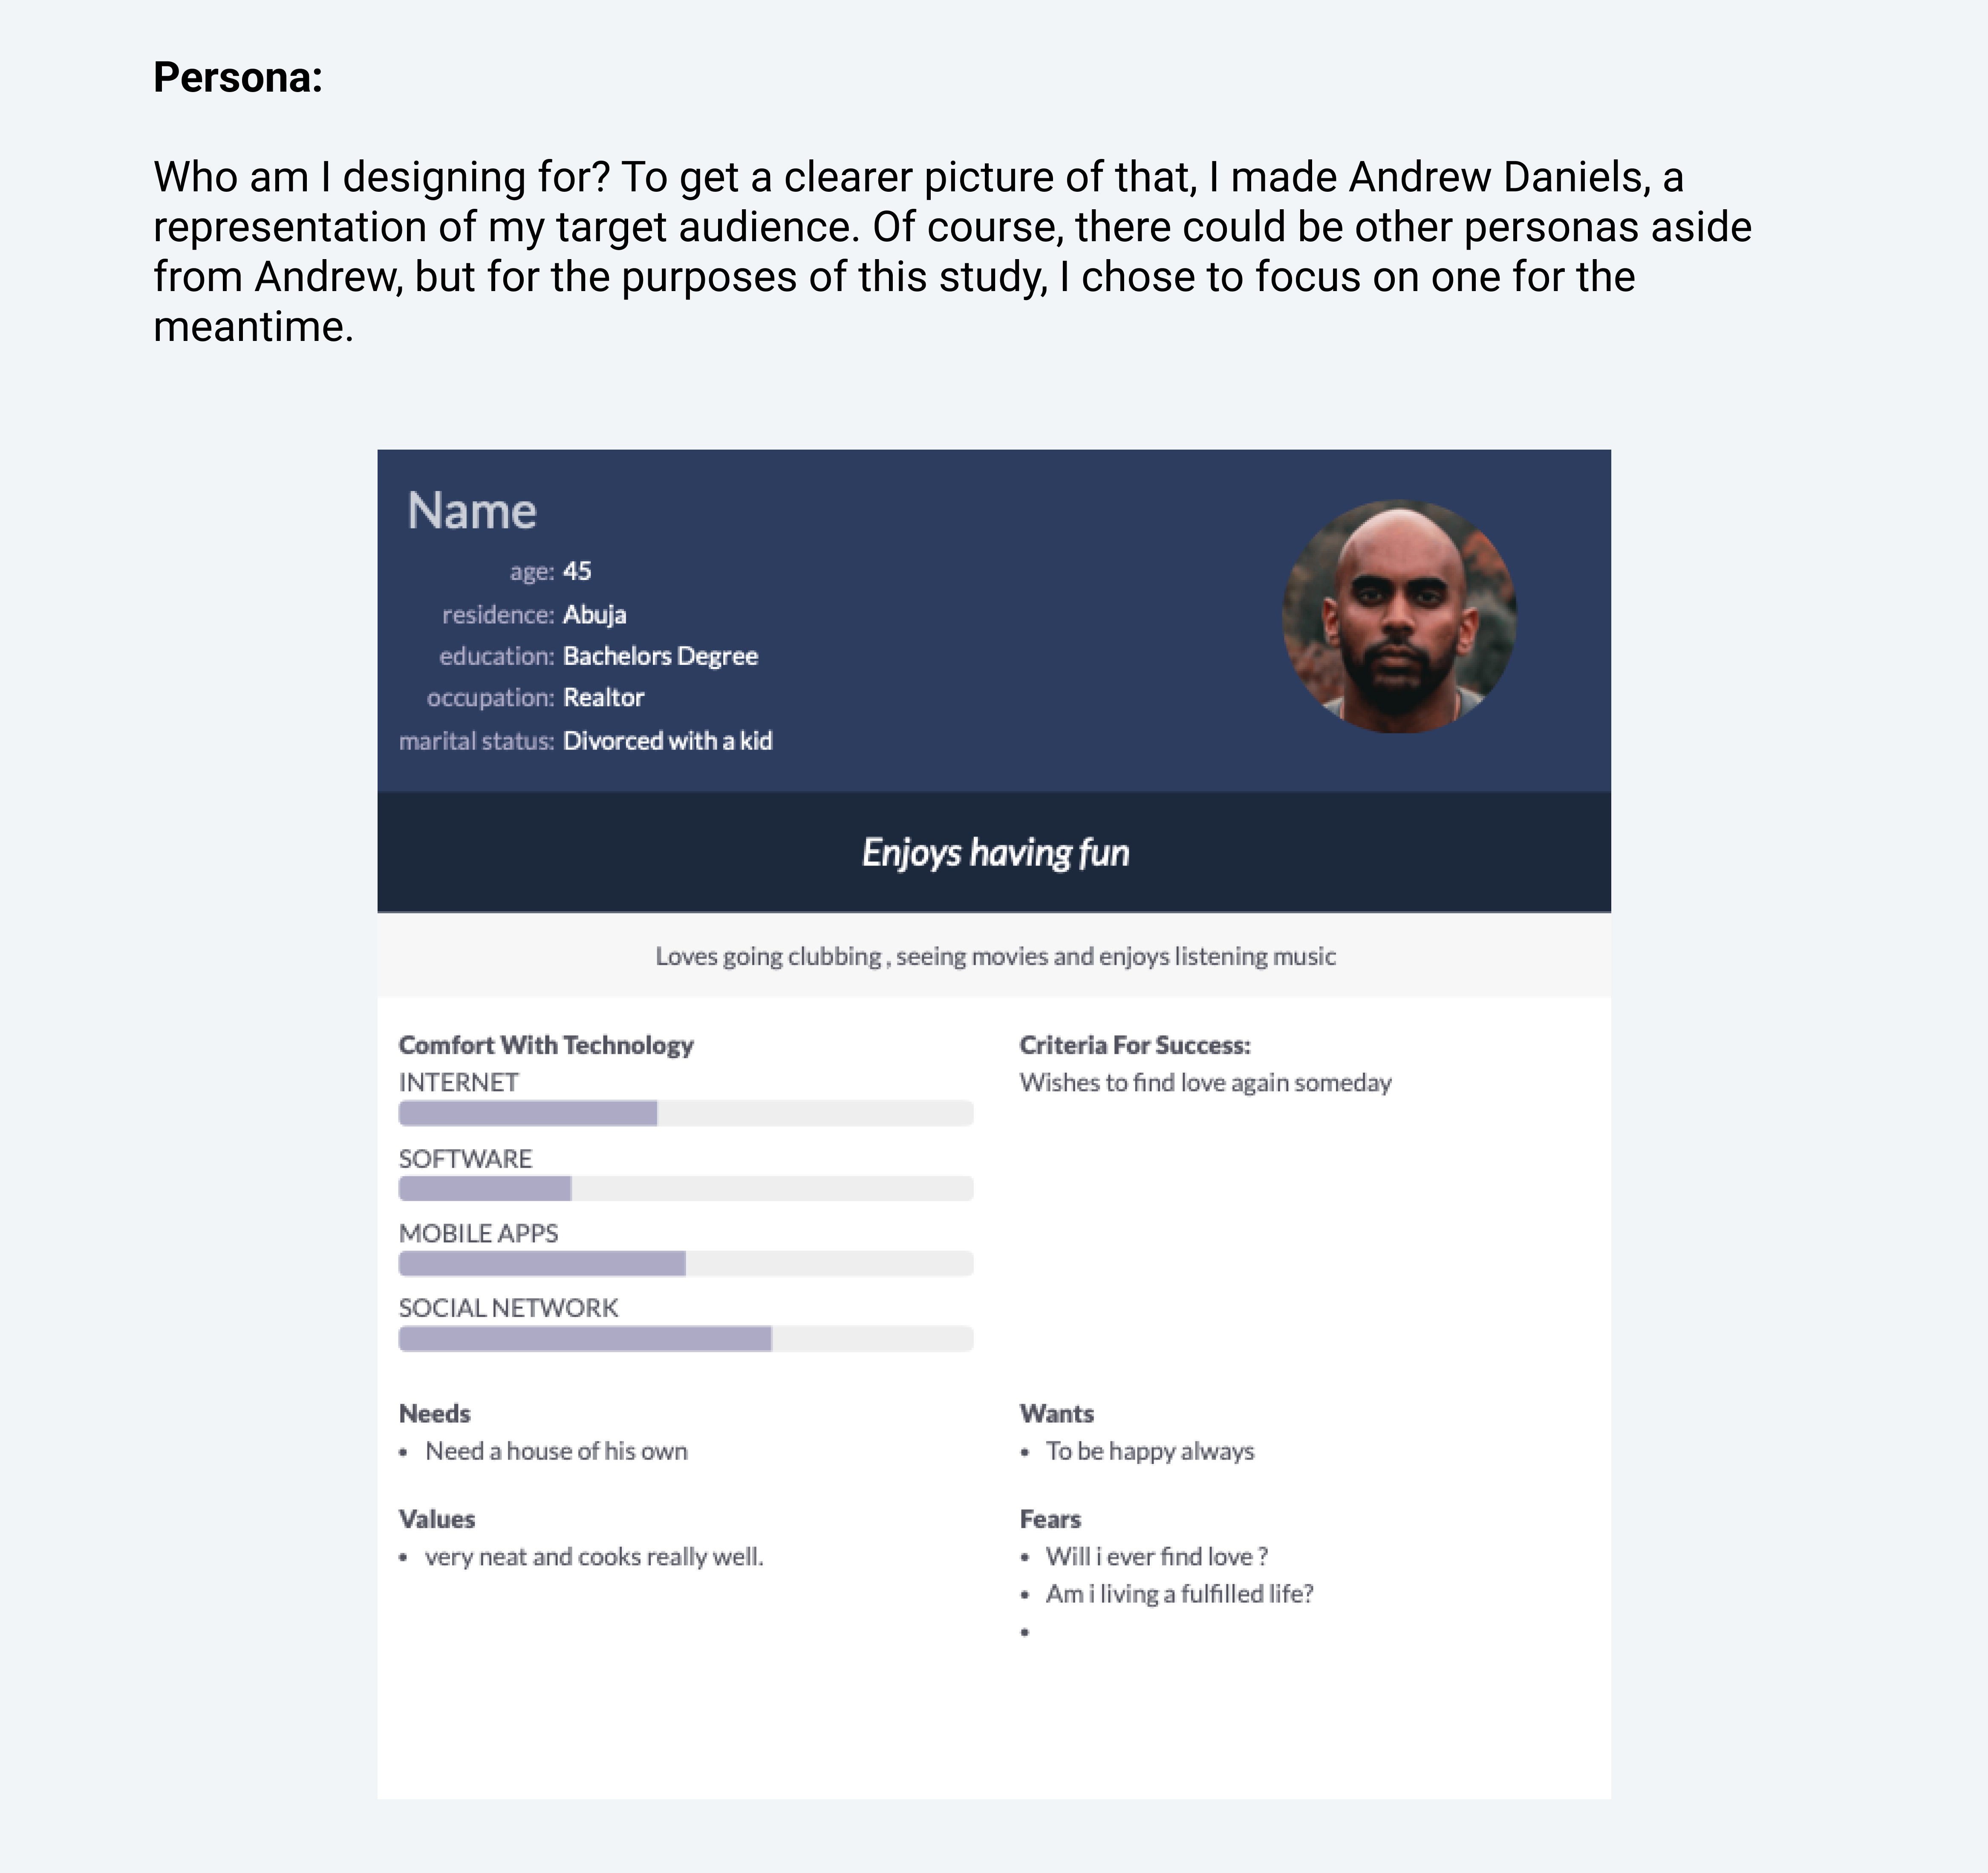 Persona:
Who am I designing for? To get a clearer picture of that, I made Andrew Daniels, a
representation of my target audience. Of course, there could be other personas aside
from Andrew, but for the purposes of this study, I chose to focus on one for the
meantime.
Name
age: 45
residence: Abuja
education: Bachelors Degree
occupation: Realtor
marital status: Divorced with a kid
Enjoys having fun
Loves going clubbing , seeing movies and enjoys listening music
Comfort With Technology
INTERNET
SOFTWARE
MOBILE APPS
SOCIAL NETWORK
Criteria For Success:
Wishes to find love again someday
Needs
• Need a house of his own
Wants
• To be happy always
Values
• very neat and cooks really well.
Fears
• Will i ever find love ?
• Am i living a fulfilled life?
•